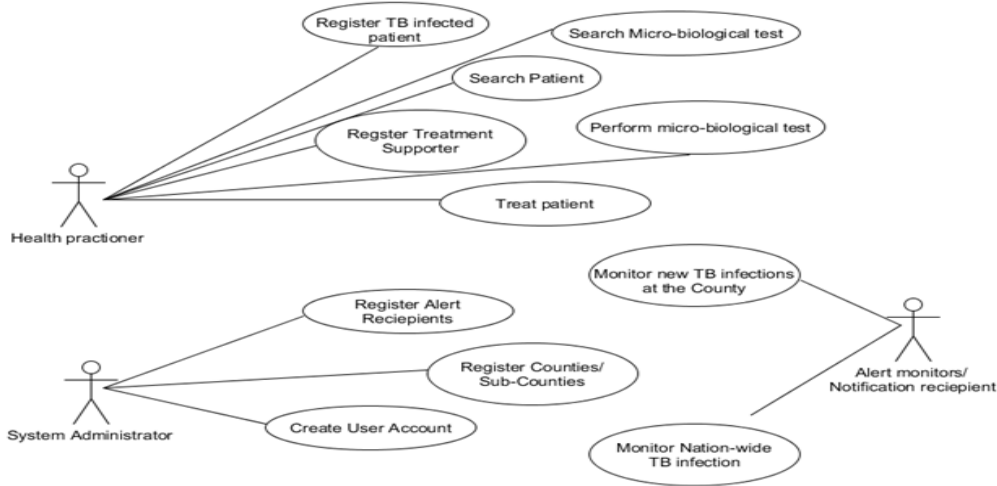 Register TB infected
patient
Search Micro-biological test
Search Patient
Regster Treatment
Supporter
Perform micro-biological test
Treat patient
Health practioner
Monitor new TB infections
at the County
Register Alert
Reciepients
Register Counties/
Sub-Counties
Alert monitors/
Notification reciepient
Create User Account
System Administrator
Monitor Nation-wide
TB infection